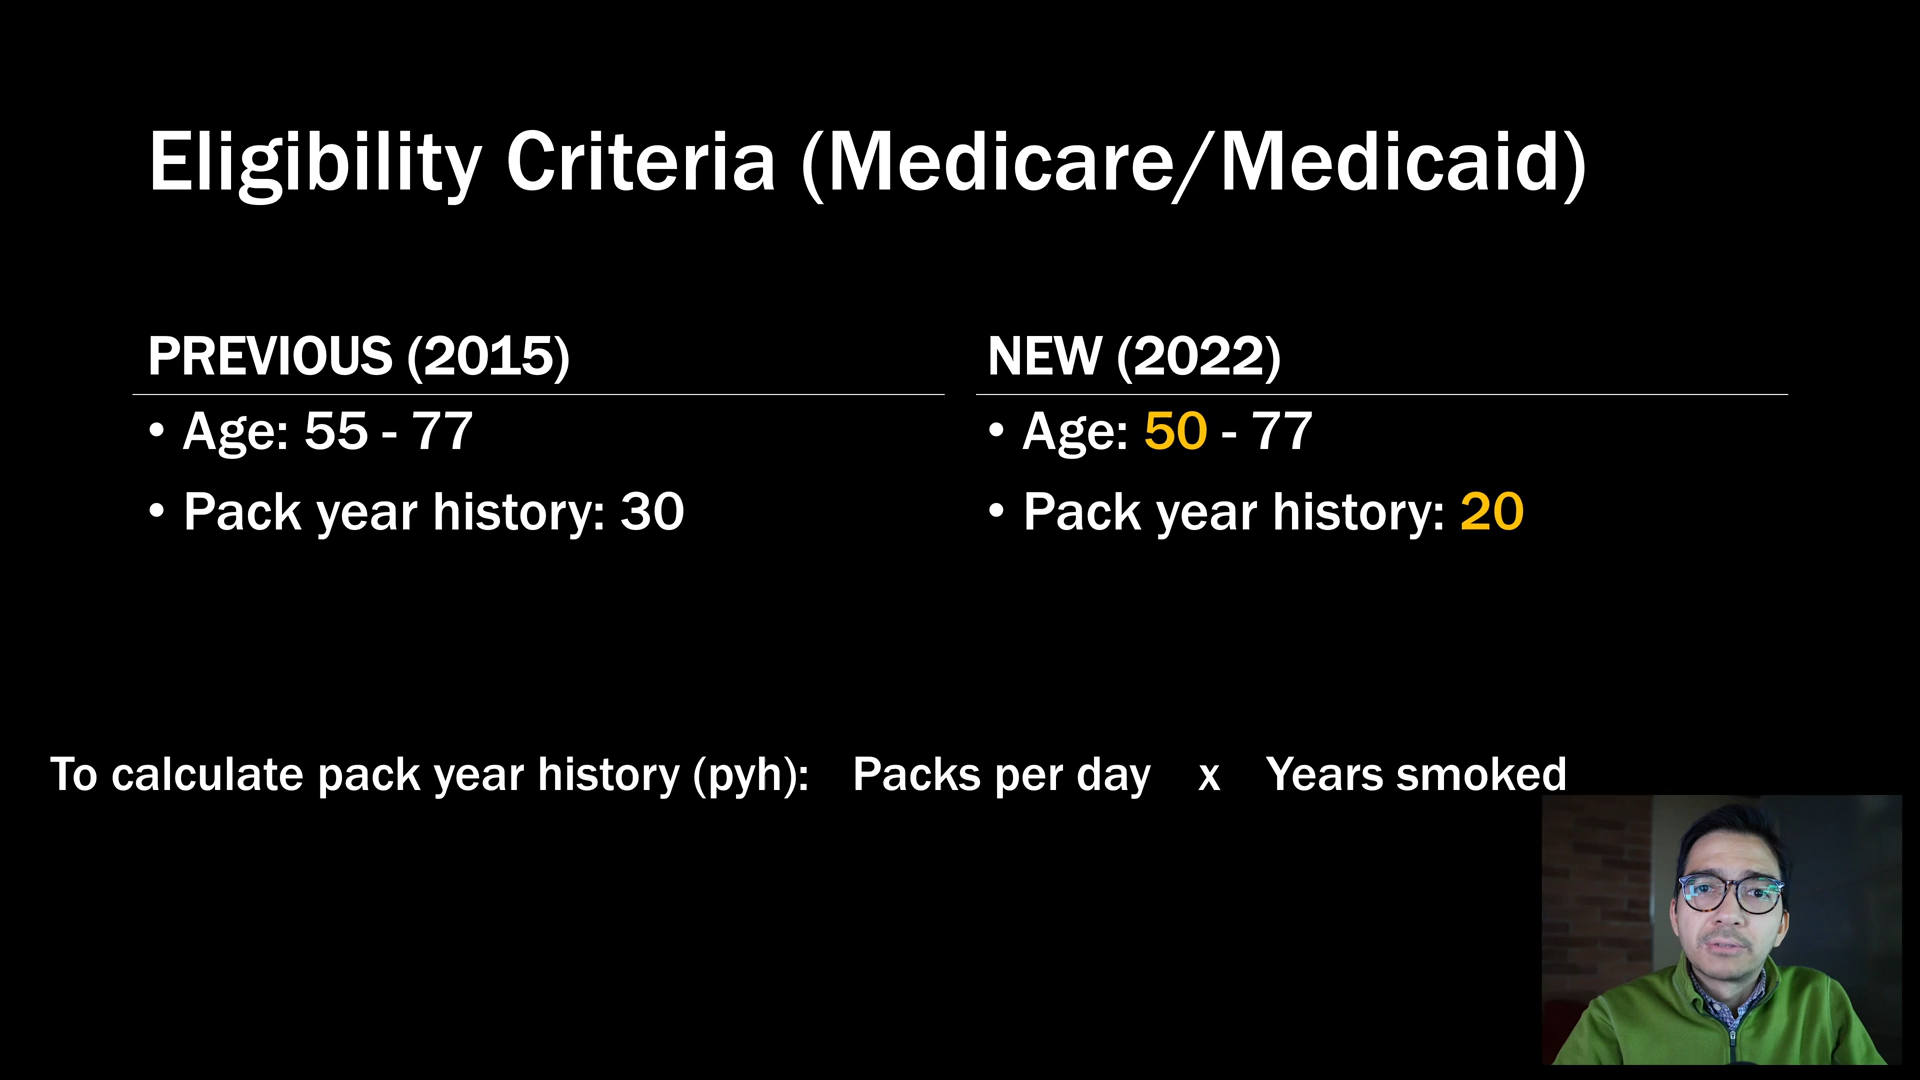 Eligibility Criteria (Medicare/Medicaid)
PREVIOUS (2015)
• Age: 55 - 77
• Pack year history: 30
NEW (2022)
• Age: 50 - 77
• Pack year history: 20
To calculate pack year history (pyh): Packs per day x Years smoked